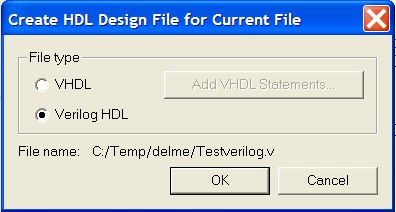 Create HDL Design File for Current File
File type
VHDL
Add VHDL Statements...
Verilog HDL
File name: C:/Temp/delme/Testverilog.v
OK
Cancel